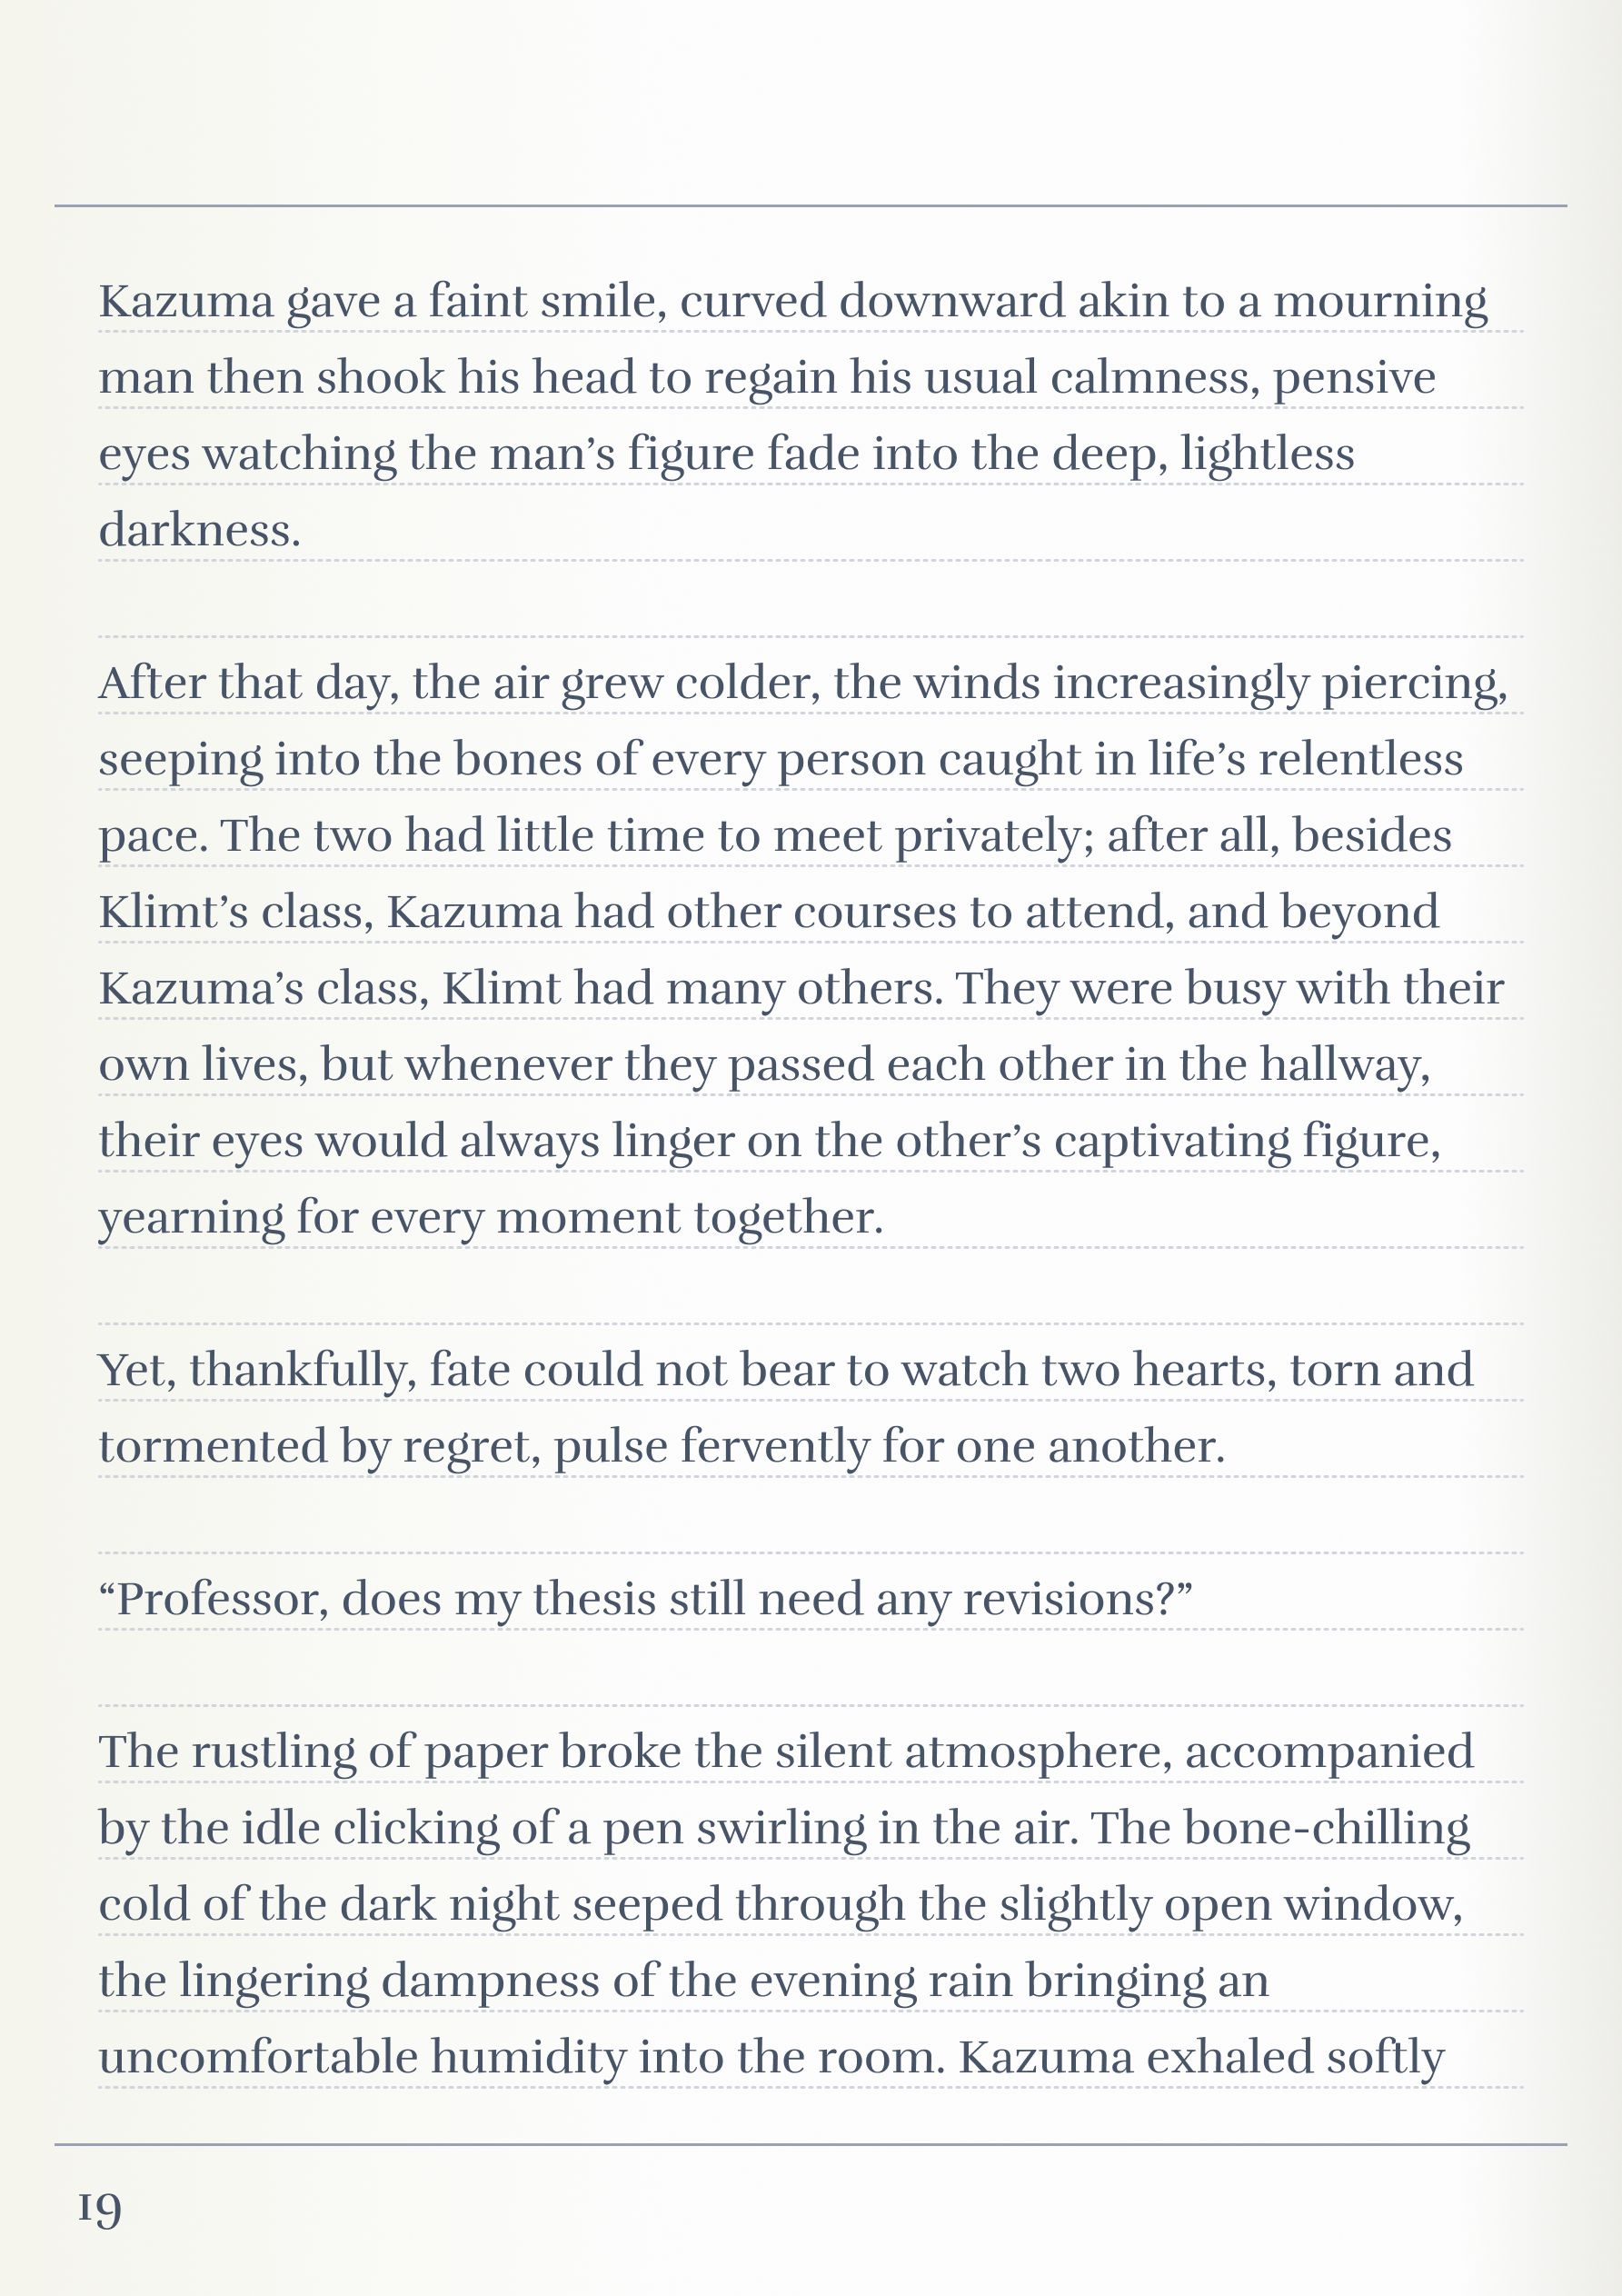 Kazuma gave a faint smile, curved downward akin to a mourning
man then shook his head to regain his usual calmness, pensive
eyes watching the man’s figure fade into the deep, lightless
darkness.
After that day, the air grew colder, the winds increasingly piercing,
seeping into the bones of every person caught in life’s relentless
pace. The two had little time to meet privately; after all, besides
Klimt’s class, Kazuma had other courses to attend, and beyond
Kazuma’s class, Klimt had many others. They were busy with their
own lives, but whenever they passed each other in the hallway,
their eyes would always linger on the other’s captivating figure,
yearning for every moment together.
Yet, thankfully, fate could not bear to watch two hearts, torn and
tormented by regret, pulse fervently for one another.
“Professor, does my thesis still need any revisions?”
The rustling of paper broke the silent atmosphere, accompanied
by the idle clicking of a pen swirling in the air. The bone-chilling
cold of the dark night seeped through the slightly open window,
the lingering dampness of the evening rain bringing an
uncomfortable humidity into the room. Kazuma exhaled softly
19